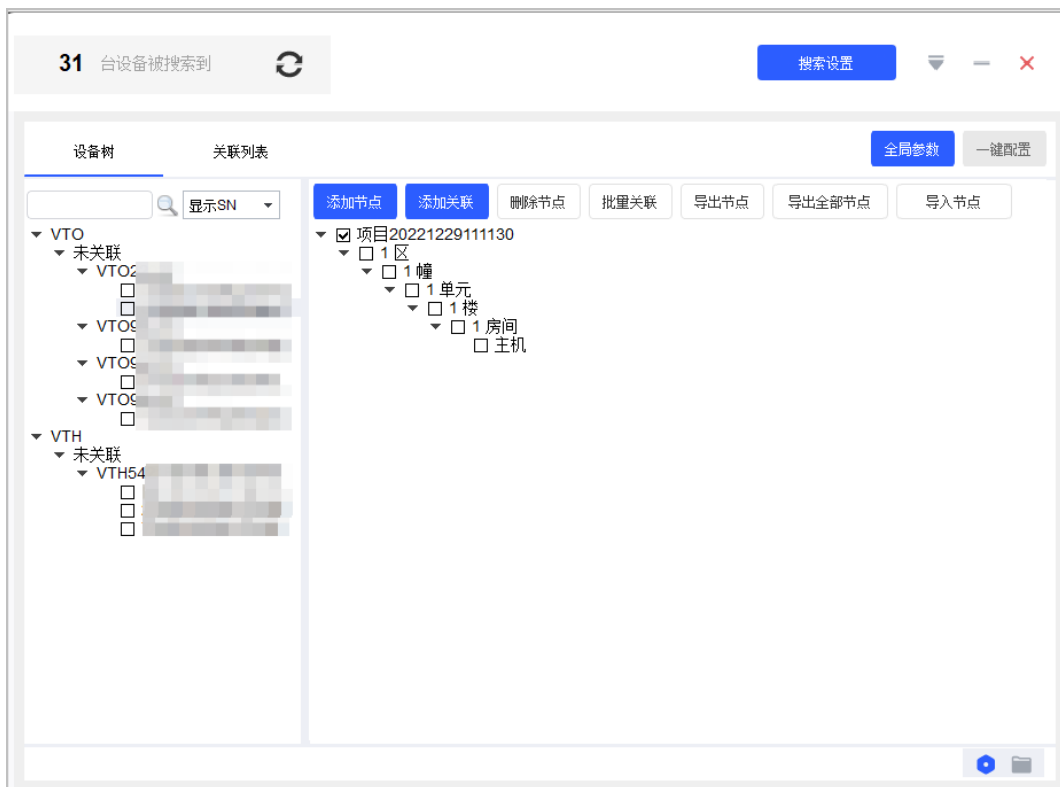 31 台设备被搜索到
搜索设置
设备树 关联列表
全局参数 一键配置
显示SN
添加节点 添加关联 删除节点 批量关联 导出节点 导出全部节点 导入节点
VTO
未关联
VTO2
VTO9
VTO9
VTO9
VTH
未关联
VTH54
项目20221229111130
1 区
1 幢
1 单元
1 楼
1 房间
主机